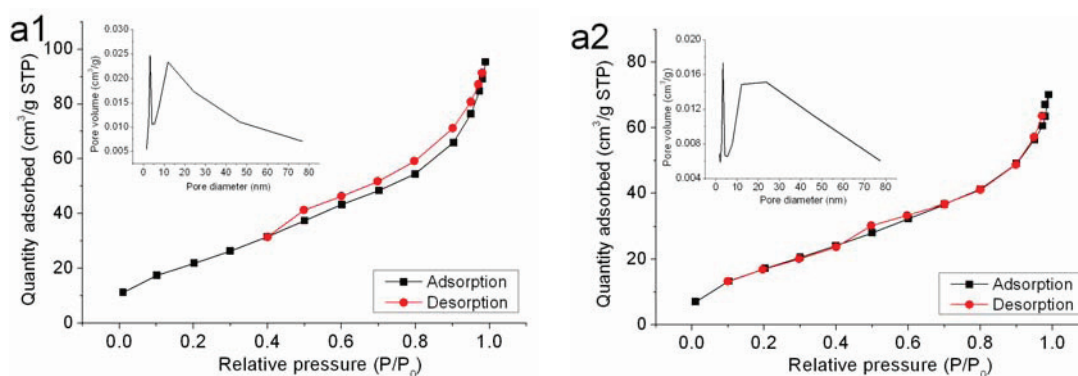 a1
Quantity adsorbed (cm³/g STP)
100
80
60
40
20
0
0.0 0.2 0.4 0.6 0.8 1.0
Relative pressure (P/P₀)
Adsorption
Desorption
Pore volume (cm³/g)
0.030
0.025
0.020
0.015
0.010
0.005
0 10 20 30 40 50 60 70 80
Pore diameter (nm)
a2
Quantity adsorbed (cm³/g STP)
80
60
40
20
0
0.0 0.2 0.4 0.6 0.8 1.0
Relative pressure (P/P₀)
Adsorption
Desorption
Pore volume (cm³/g)
0.020
0.016
0.012
0.008
0.004
0 10 20 30 40 50 60 70 80
Pore diameter (nm)